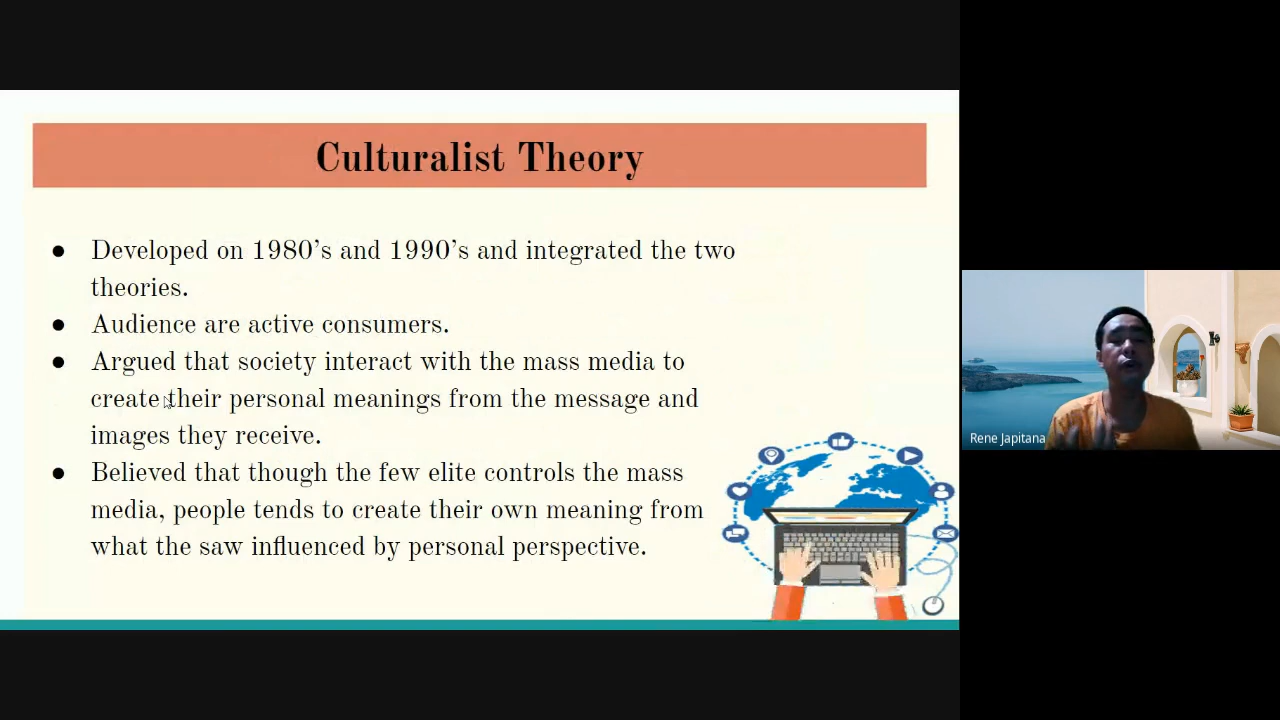 Culturalist Theory
● Developed on 1980's and 1990's and integrated the two
theories.
● Audience are active consumers.
● Argued that society interact with the mass media to
create their personal meanings from the message and
images they receive.
● Believed that though the few elite controls the mass
media, people tends to create their own meaning from
what the saw influenced by personal perspective.
Rene Japitana